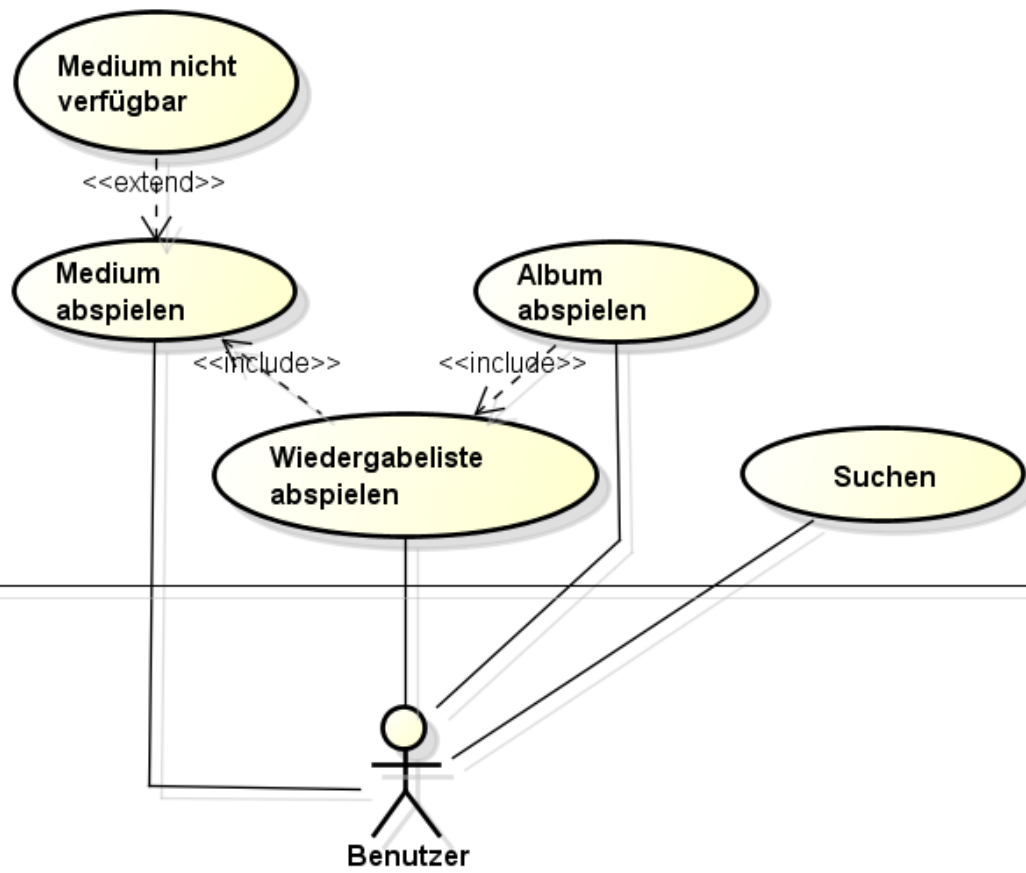 Medium nicht
verfügbar
<<extend>>
Medium
abspielen
Album
abspielen
<<include>>
<<include>>
Wiedergabeliste
abspielen
Suchen
Benutzer